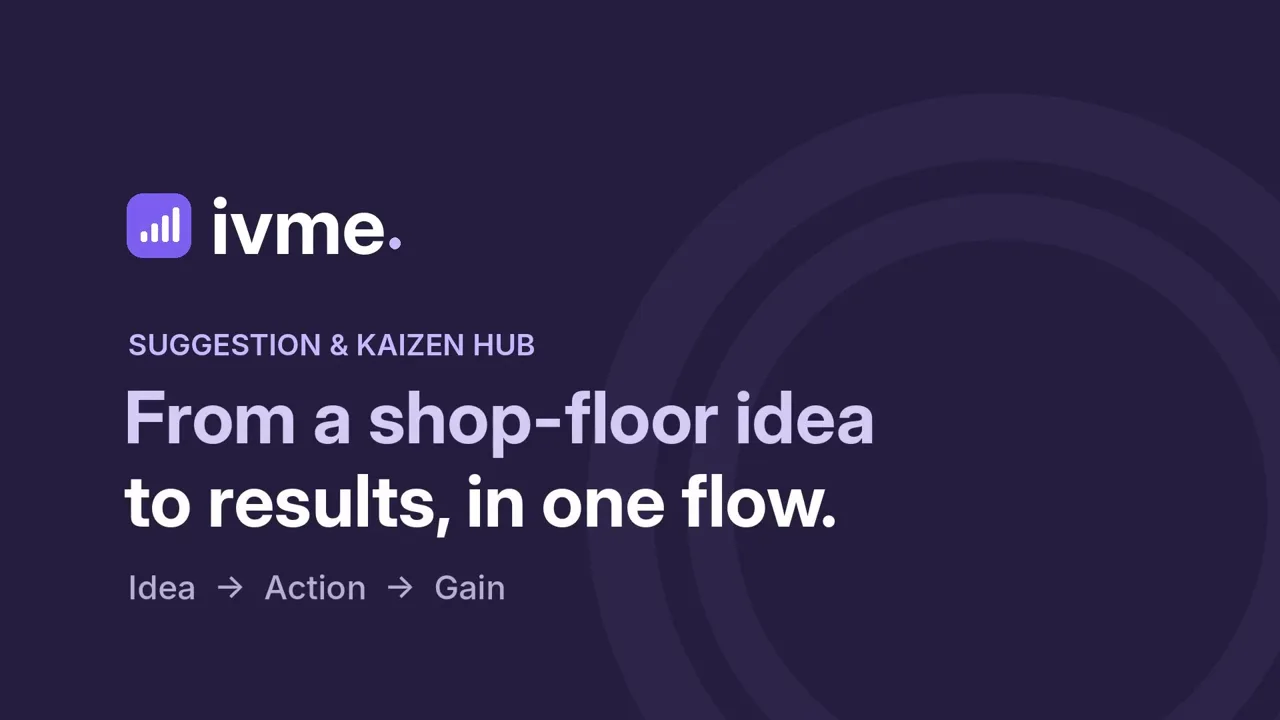 ivme.
SUGGESTION & KAIZEN HUB
From a shop-floor idea
to results, in one flow.
Idea → Action → Gain